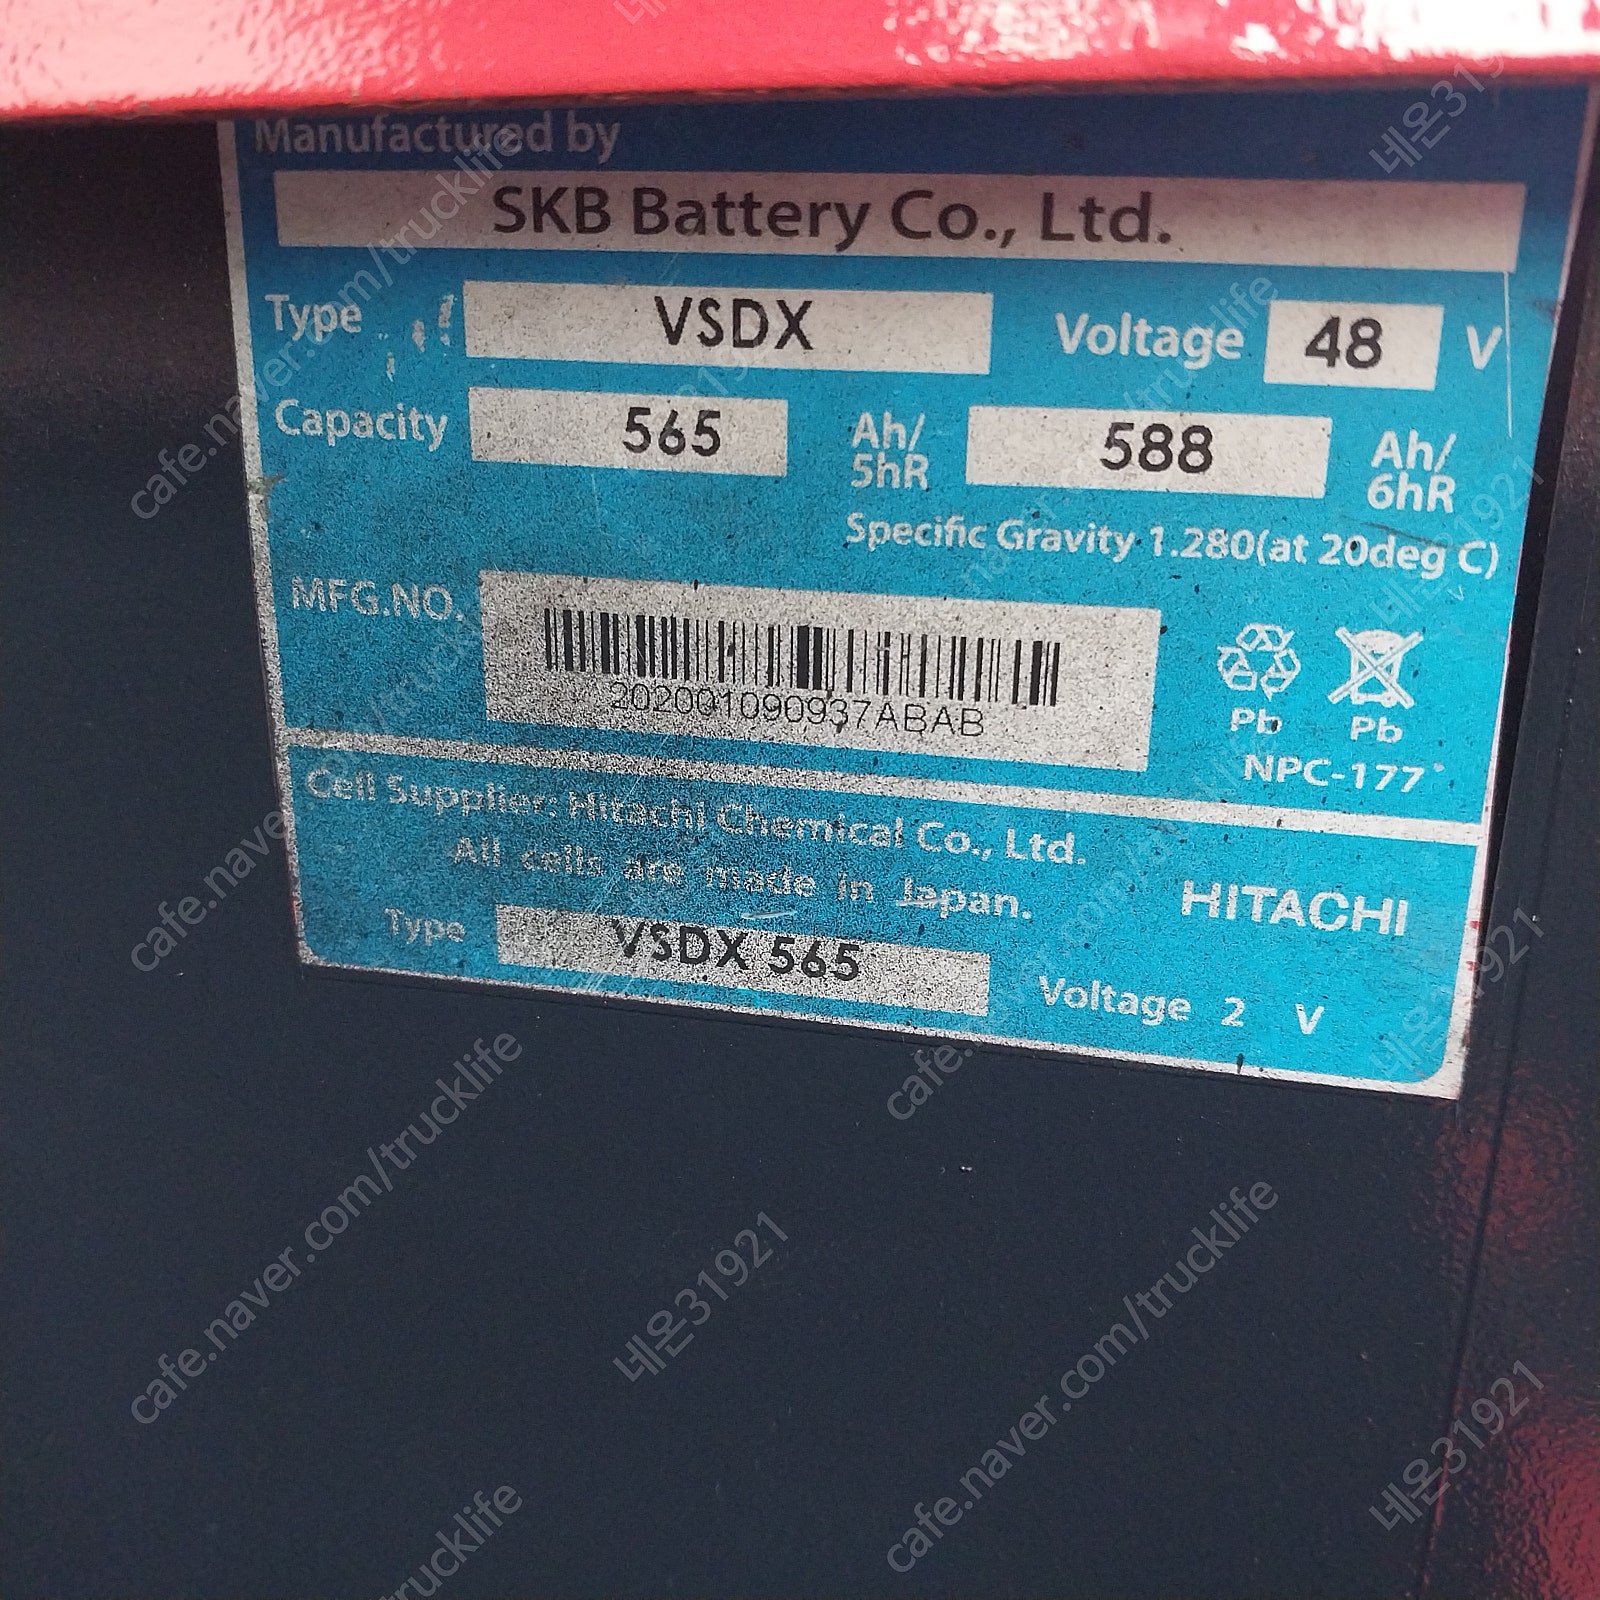 Manufactured by
SKB Battery Co., Ltd.
Type VSDX Voltage 48 V
Capacity 565 Ah/5hR 588 Ah/6hR
Specific Gravity 1.280(at 20deg C)
MFG.NO. 202001090937ABAB
Pb Pb
NPC-177
Cell Supplier: Hitachi Chemical Co., Ltd.
All cells are made in Japan.
HITACHI
Type VSDX 565 Voltage 2 V
cafe.naver.com/trucklife
네온31921